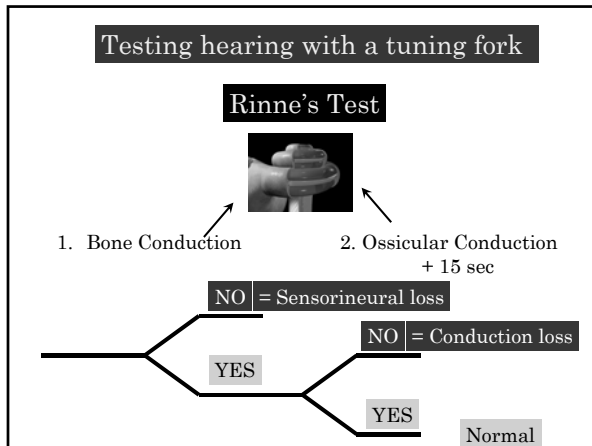 Testing hearing with a tuning fork
Rinne’s Test
1. Bone Conduction
2. Ossicular Conduction
+ 15 sec
NO = Sensorineural loss
NO = Conduction loss
YES
YES
Normal